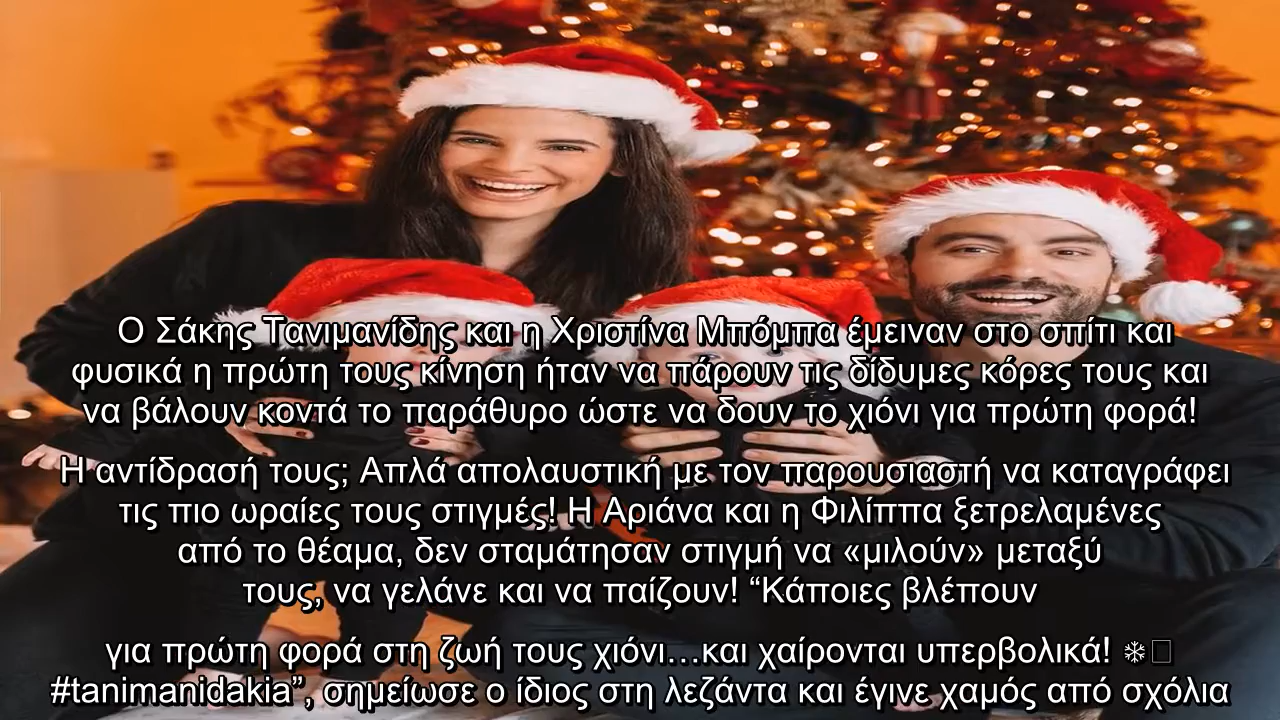 Ο Σάκης Τανιμανίδης και η Χριστίνα Μπόμπα έμειναν στο σπίτι και
φυσικά η πρώτη τους κίνηση ήταν να πάρουν τις δίδυμες κόρες τους και
να βάλουν κοντά το παράθυρο ώστε να δουν το χιόνι για πρώτη φορά!
Η αντίδρασή τους; Απλά απολαυστική με τον παρουσιαστή να καταγράφει
τις πιο ωραίες τους στιγμές! Η Αριάνα και η Φιλίππα ξετρελαμένες
από το θέαμα, δεν σταμάτησαν στιγμή να «μιλούν» μεταξύ
τους, να γελάνε και να παίζουν! “Κάποιες βλέπουν
για πρώτη φορά στη ζωή τους χιόνι…και χαίρονται υπερβολικά! ❄
#tanimanidakia”, σημείωσε ο ίδιος στη λεζάντα και έγινε χαμός από σχόλια